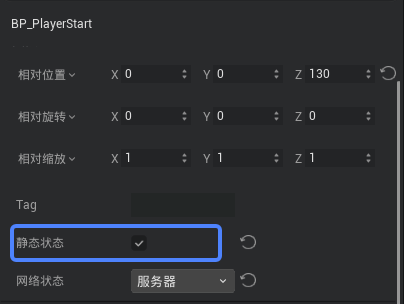 BP_PlayerStart
相对位置 X 0 Y 0 Z 130
相对旋转 X 0 Y 0 Z 0
相对缩放 X 1 Y 1 Z 1
Tag
静态状态
网络状态 服务器